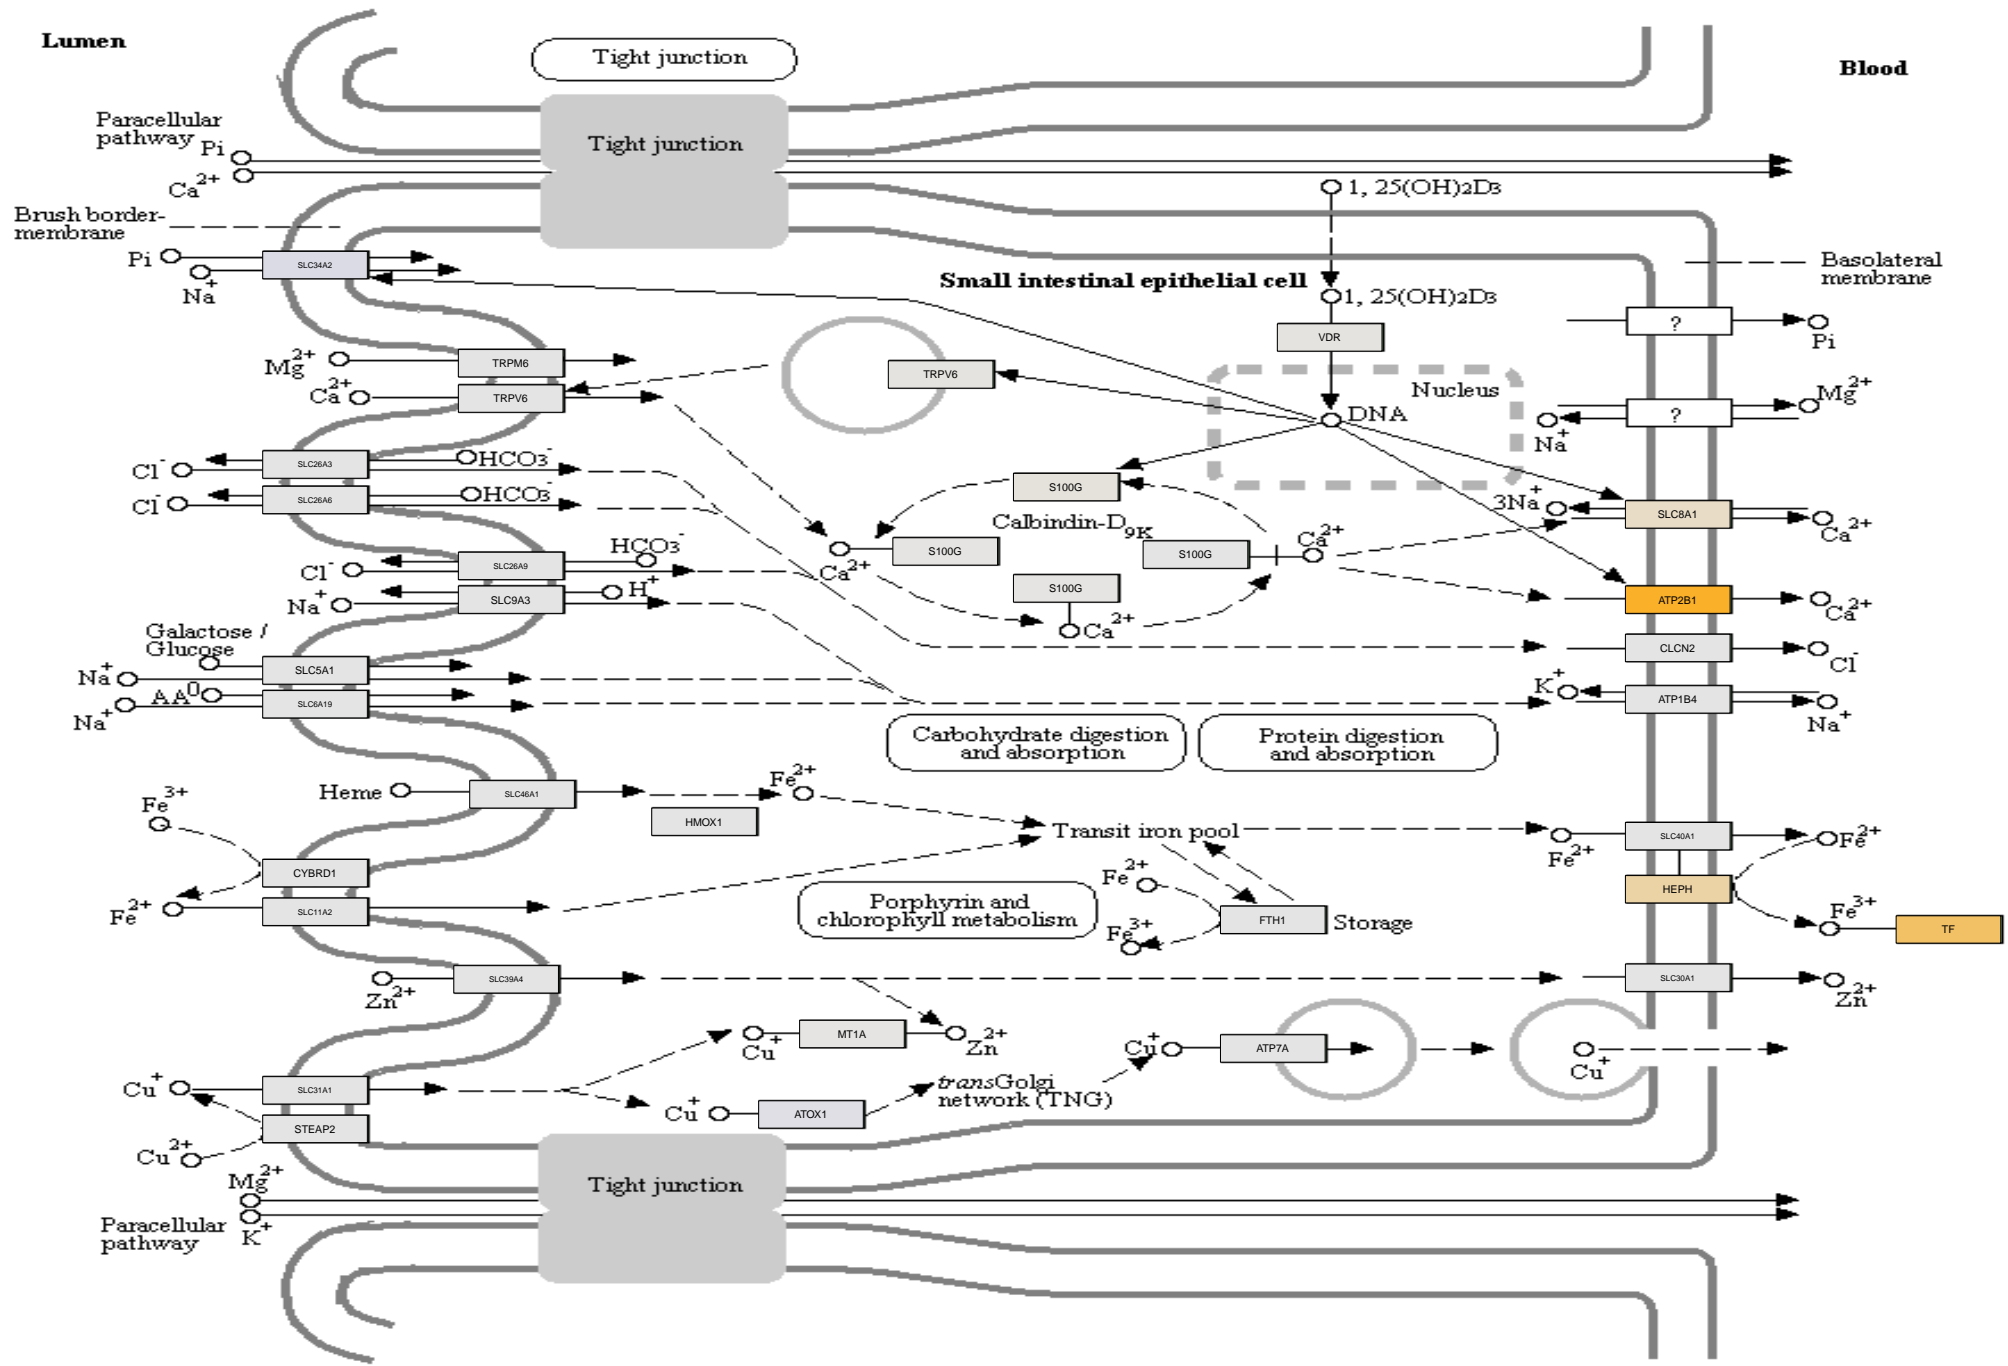 Lumen
Blood
Tight junction
Tight junction
Paracellular
pathway
Pi
Ca2+
1, 25(OH)2D3
Brush border-
membrane
Pi
Na+
SLC34A2
Small intestinal epithelial cell
1, 25(OH)2D3
Basolateral
membrane
VDR
?
Pi
Mg2+
TRPM6
Ca2+
TRPV6
TRPV6
Nucleus
DNA
?
Mg2+
Na+
Cl-
SLC26A3
HCO3-
Cl-
SLC26A6
HCO3-
S100G
Calbindin-D9K
3Na+
SLC8A1
Ca2+
Cl-
SLC26A9
HCO3-
Ca2+
S100G
S100G
Ca2+
Na+
SLC9A3
H+
S100G
Ca2+
ATP2B1
Ca2+
Galactose /
Glucose
SLC5A1
Na+
CLCN2
Cl-
AA0
Na+
SLC6A19
K+
ATP1B4
Na+
Carbohydrate digestion
and absorption
Protein digestion
and absorption
Heme
SLC46A1
Fe2+
HMOX1
Fe3+
Transit iron pool
Fe2+
SLC40A1
Fe2+
CYBRD1
Fe2+
SLC11A2
Porphyrin and
chlorophyll metabolism
Fe2+
Fe3+
FTH1
Storage
HEPH
Fe3+
TF
Zn2+
SLC39A4
SLC30A1
Zn2+
Cu+
MT1A
Zn2+
Cu+
ATP7A
Cu+
Cu+
SLC31A1
transGolgi
network (TNG)
Cu+
ATOX1
STEAP2
Cu2+
Mg2+
K+
Paracellular
pathway
Tight junction